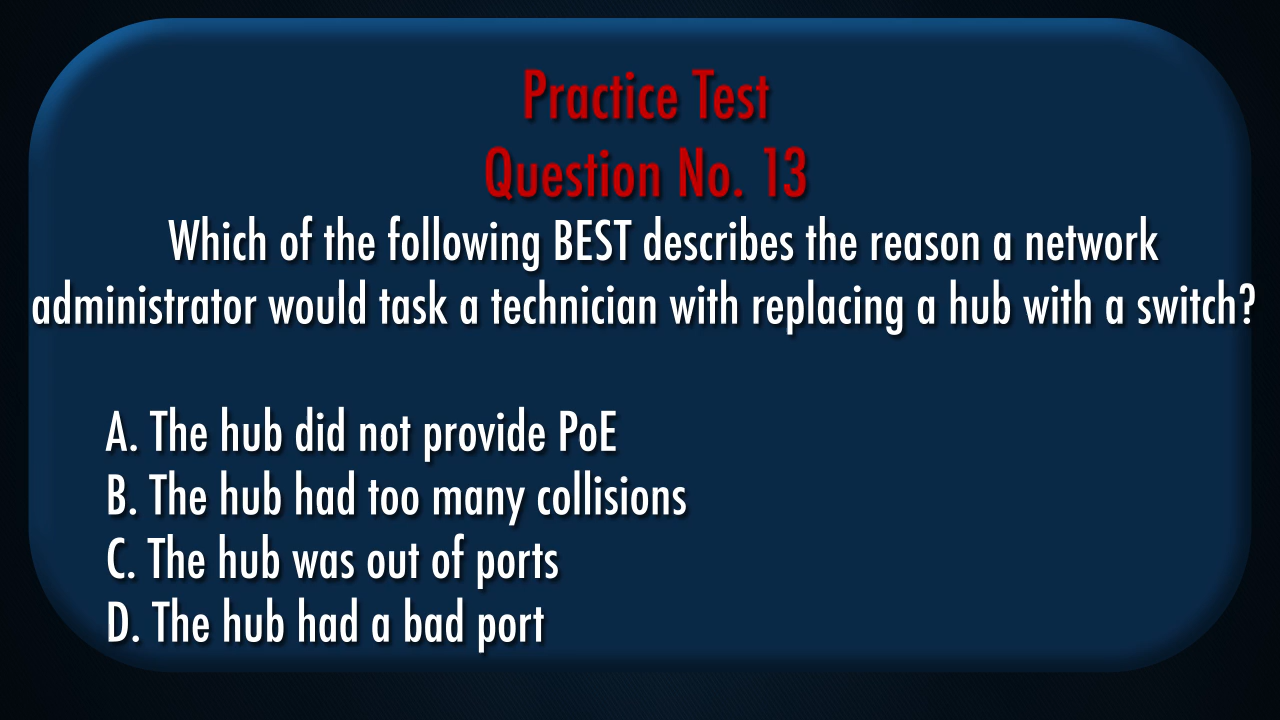 Practice Test
Question No. 13
Which of the following BEST describes the reason a network
administrator would task a technician with replacing a hub with a switch?
A. The hub did not provide PoE
B. The hub had too many collisions
C. The hub was out of ports
D. The hub had a bad port